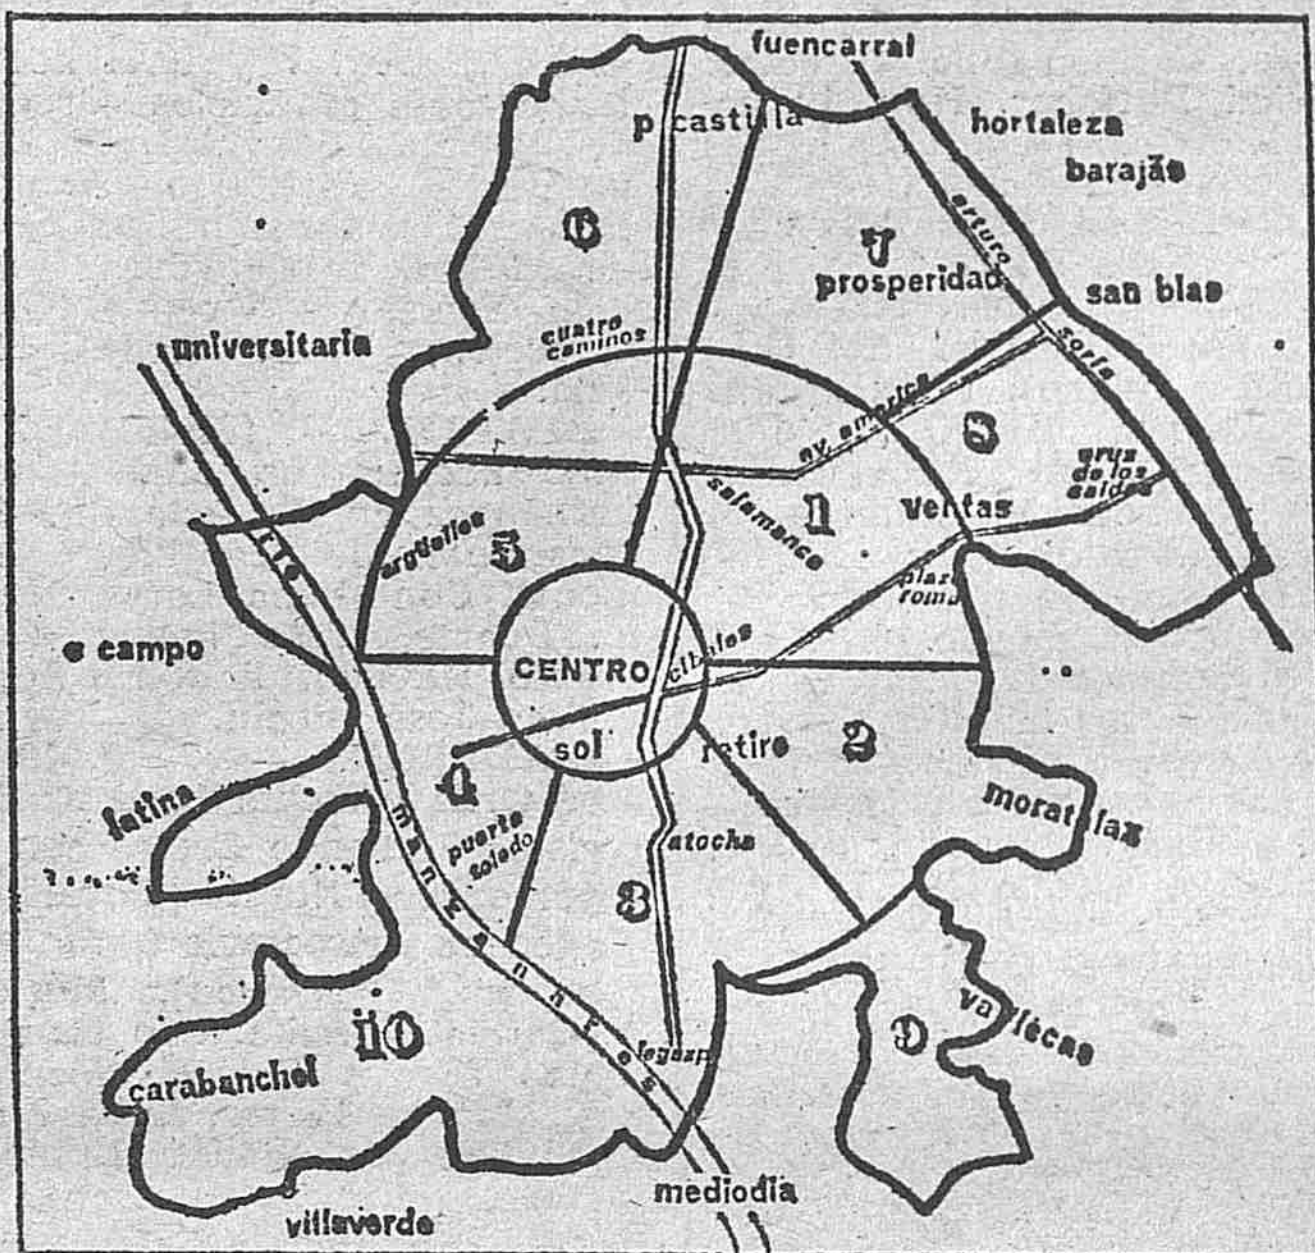 fuencarral
p castilla
hortaleza
barajas
6
arturo
7
prosperidad
san blas
cuatro
caminos
universitaria
soria
av. america
8
cruz
de los
caidos
salamanca
1
ventas
argüelles
5
rio
plaza
roma
e campo
CENTRO
cibeles
sol
retiro
2
4
latina
moratalaz
puerta
toledo
manzanares
atocha
3
10
vallecas
9
legazpi
carabanchel
mediodia
villaverde